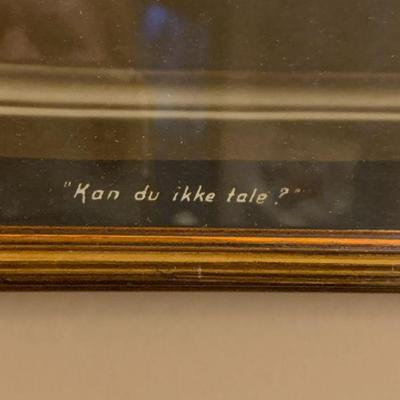 "Kan du ikke tale?"